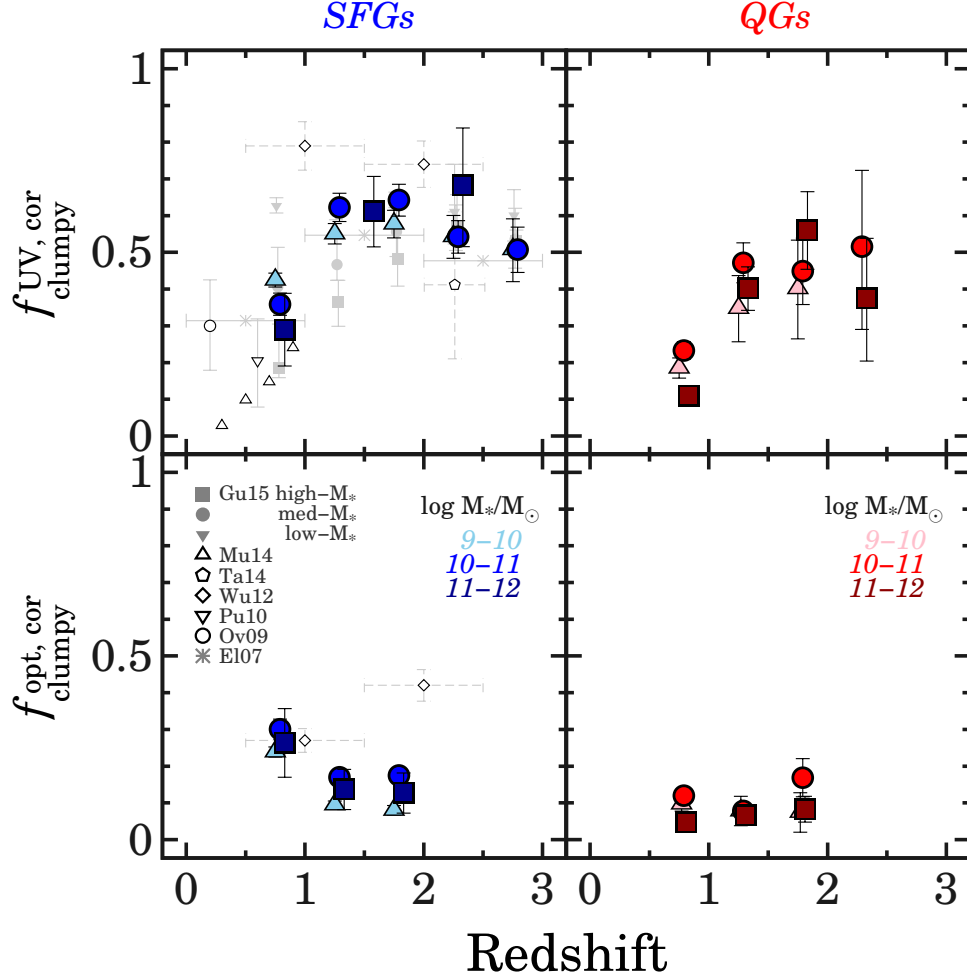 SFGs QGs
1
f UV, cor clumpy
0.5
0
1
Gu15 high−M* log M*/M⊙ log M*/M⊙
med−M*
low−M* 9−10 9−10
Mu14 10−11 10−11
Ta14 11−12 11−12
Wu12
Pu10
Ov09
El07
0.5
f opt, cor clumpy
0
0 1 2 3 0 1 2 3
Redshift